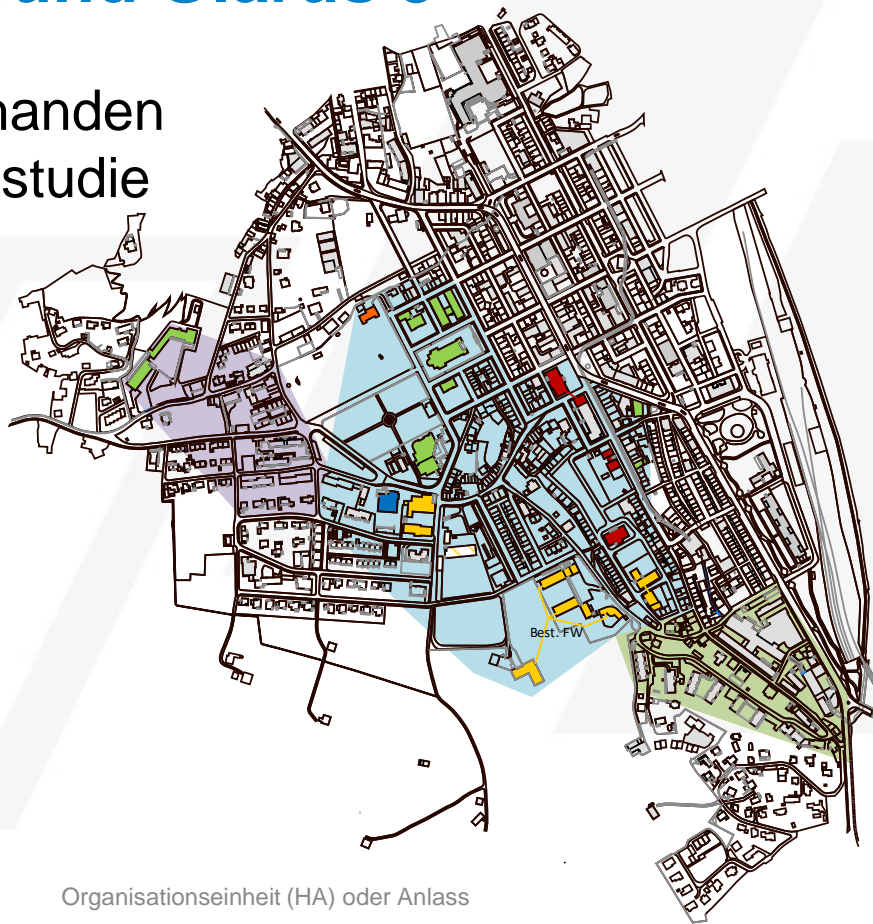 handen
studie
Best. FW
Organisationseinheit (HA) oder Anlass